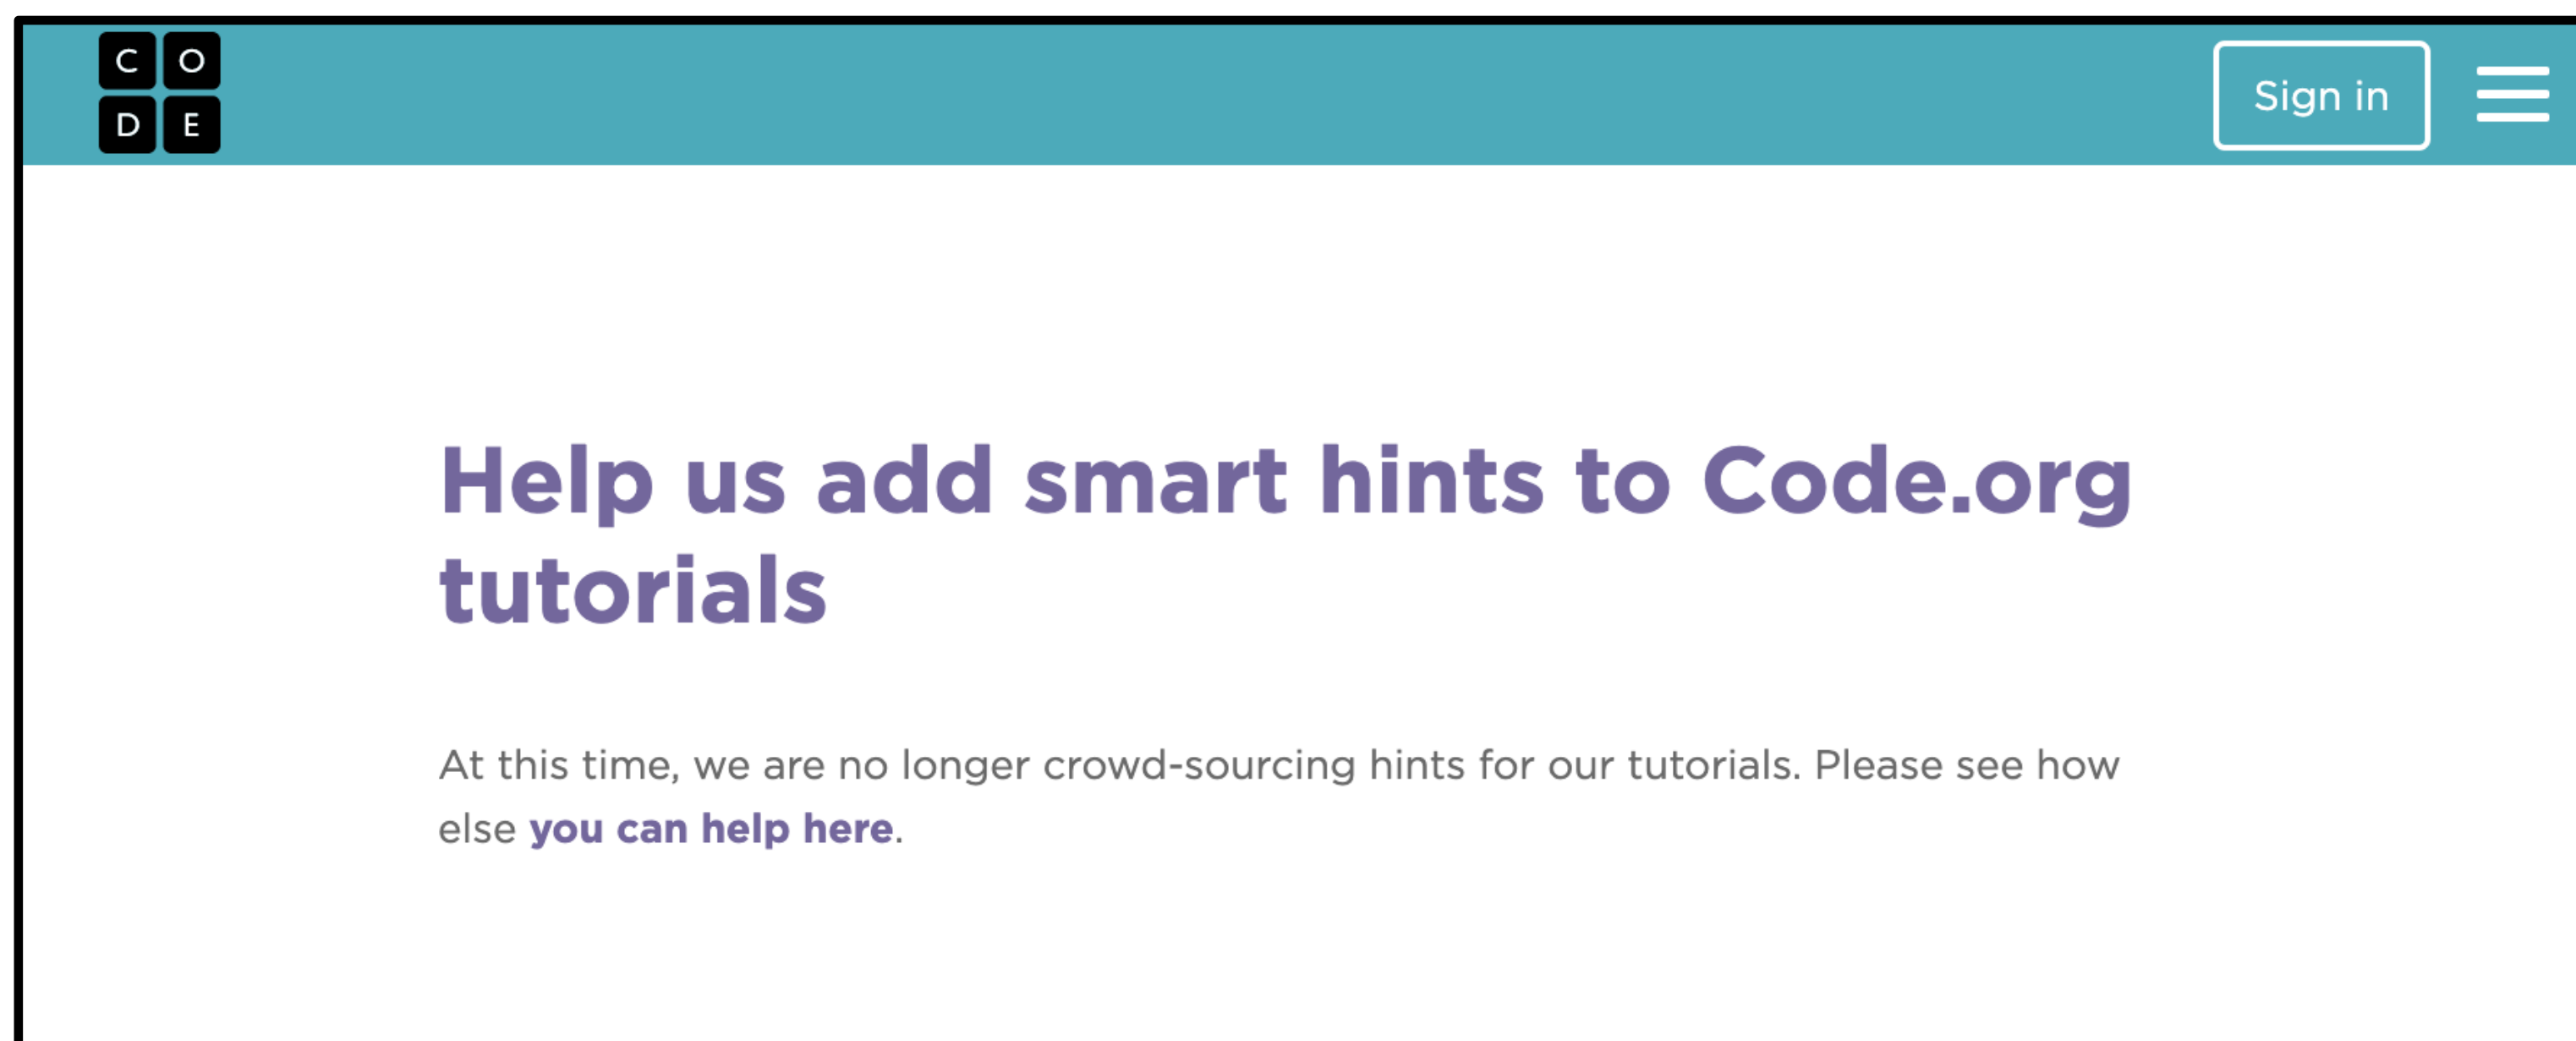 C O
D E
Sign in
Help us add smart hints to Code.org
tutorials
At this time, we are no longer crowd-sourcing hints for our tutorials. Please see how
else you can help here.